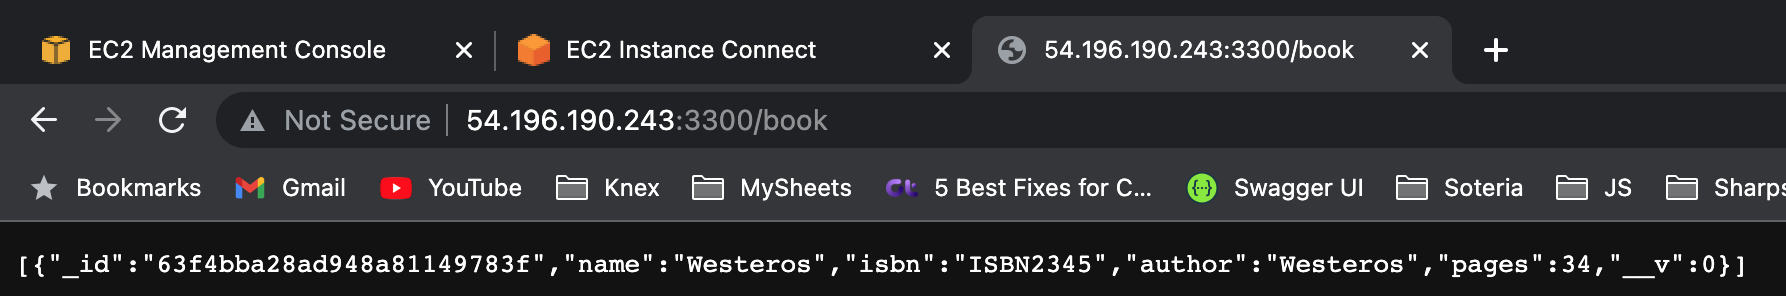 EC2 Management Console EC2 Instance Connect 54.196.190.243:3300/book
Not Secure 54.196.190.243:3300/book
Bookmarks Gmail YouTube Knex MySheets Ck 5 Best Fixes for C... Swagger UI Soteria JS Sharps
[{"_id":"63f4bba28ad948a81149783f","name":"Westeros","isbn":"ISBN2345","author":"Westeros","pages":34,"__v":0}]